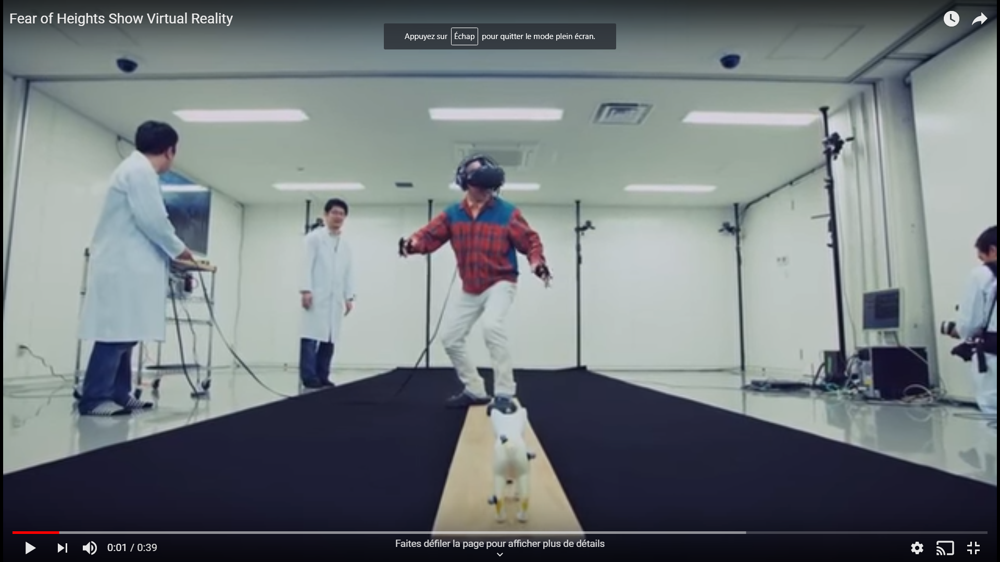 Fear of Heights Show Virtual Reality
Appuyez sur Échap pour quitter le mode plein écran.
0:01 / 0:39
Faites défiler la page pour afficher plus de détails